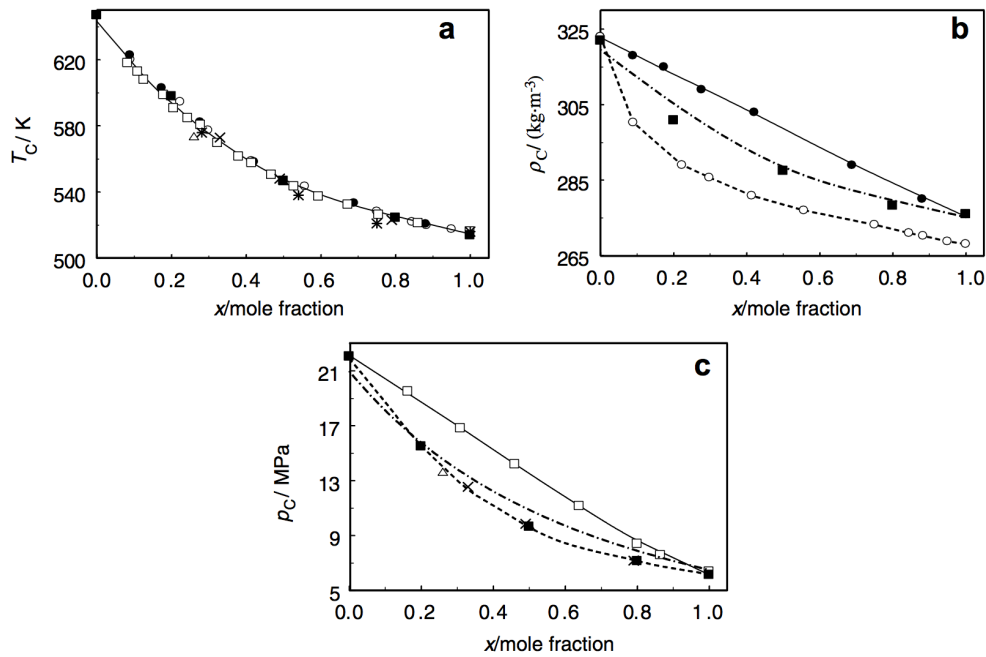 a
620
580
540
500
T_C / K
0.0 0.2 0.4 0.6 0.8 1.0
x/mole fraction
b
325
305
285
265
ρ_C / (kg·m⁻³)
0.0 0.2 0.4 0.6 0.8 1.0
x/mole fraction
c
21
17
13
9
5
p_C / MPa
0.0 0.2 0.4 0.6 0.8 1.0
x/mole fraction